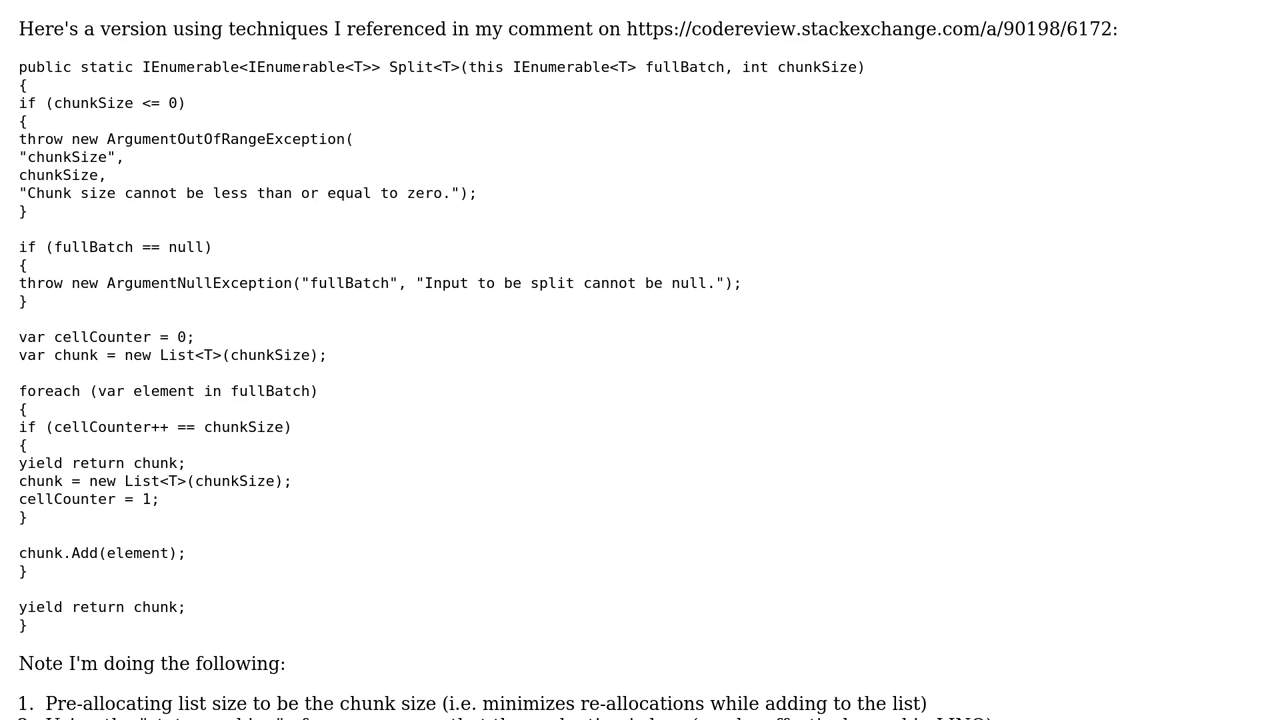 Here's a version using techniques I referenced in my comment on https://codereview.stackexchange.com/a/90198/6172:
public static IEnumerable<IEnumerable<T>> Split<T>(this IEnumerable<T> fullBatch, int chunkSize)
{
if (chunkSize <= 0)
{
throw new ArgumentOutOfRangeException(
"chunkSize",
chunkSize,
"Chunk size cannot be less than or equal to zero.");
}

if (fullBatch == null)
{
throw new ArgumentNullException("fullBatch", "Input to be split cannot be null.");
}

var cellCounter = 0;
var chunk = new List<T>(chunkSize);

foreach (var element in fullBatch)
{
if (cellCounter++ == chunkSize)
{
yield return chunk;
chunk = new List<T>(chunkSize);
cellCounter = 1;
}

chunk.Add(element);
}

yield return chunk;
}
Note I'm doing the following:
1. Pre-allocating list size to be the chunk size (i.e. minimizes re-allocations while adding to the list)